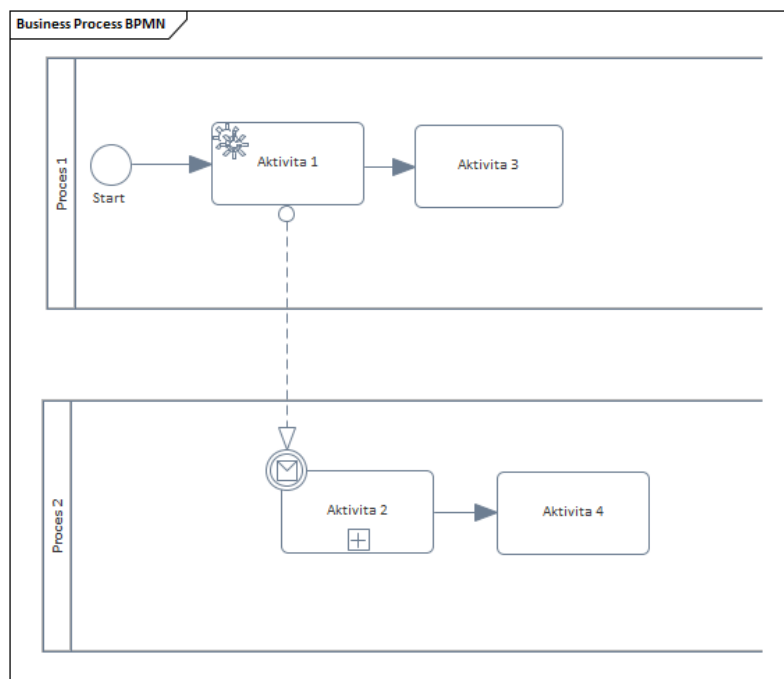 Business Process BPMN
Proces 1
Start
Aktivita 1
Aktivita 3
Proces 2
Aktivita 2
Aktivita 4